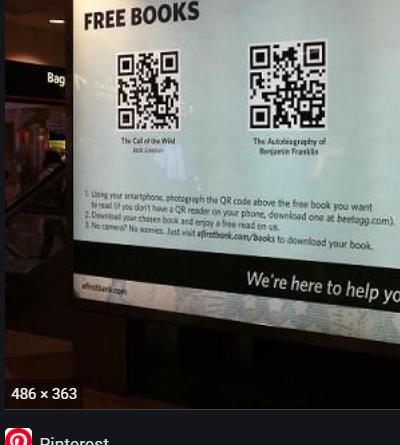 FREE BOOKS
Bag
The Call of the Wild
Jack London
The Autobiography of
Benjamin Franklin
1. Using your smartphone, photograph the QR code above the free book you want
to read (if you don't have a QR reader on your phone, download one at beetagg.com).
2. Download your chosen book and enjoy a free read on us.
3. No camera? No worries. Just visit efirstbank.com/books to download your book.
We're here to help yo
efirstbank.com
486 × 363
Pinterest